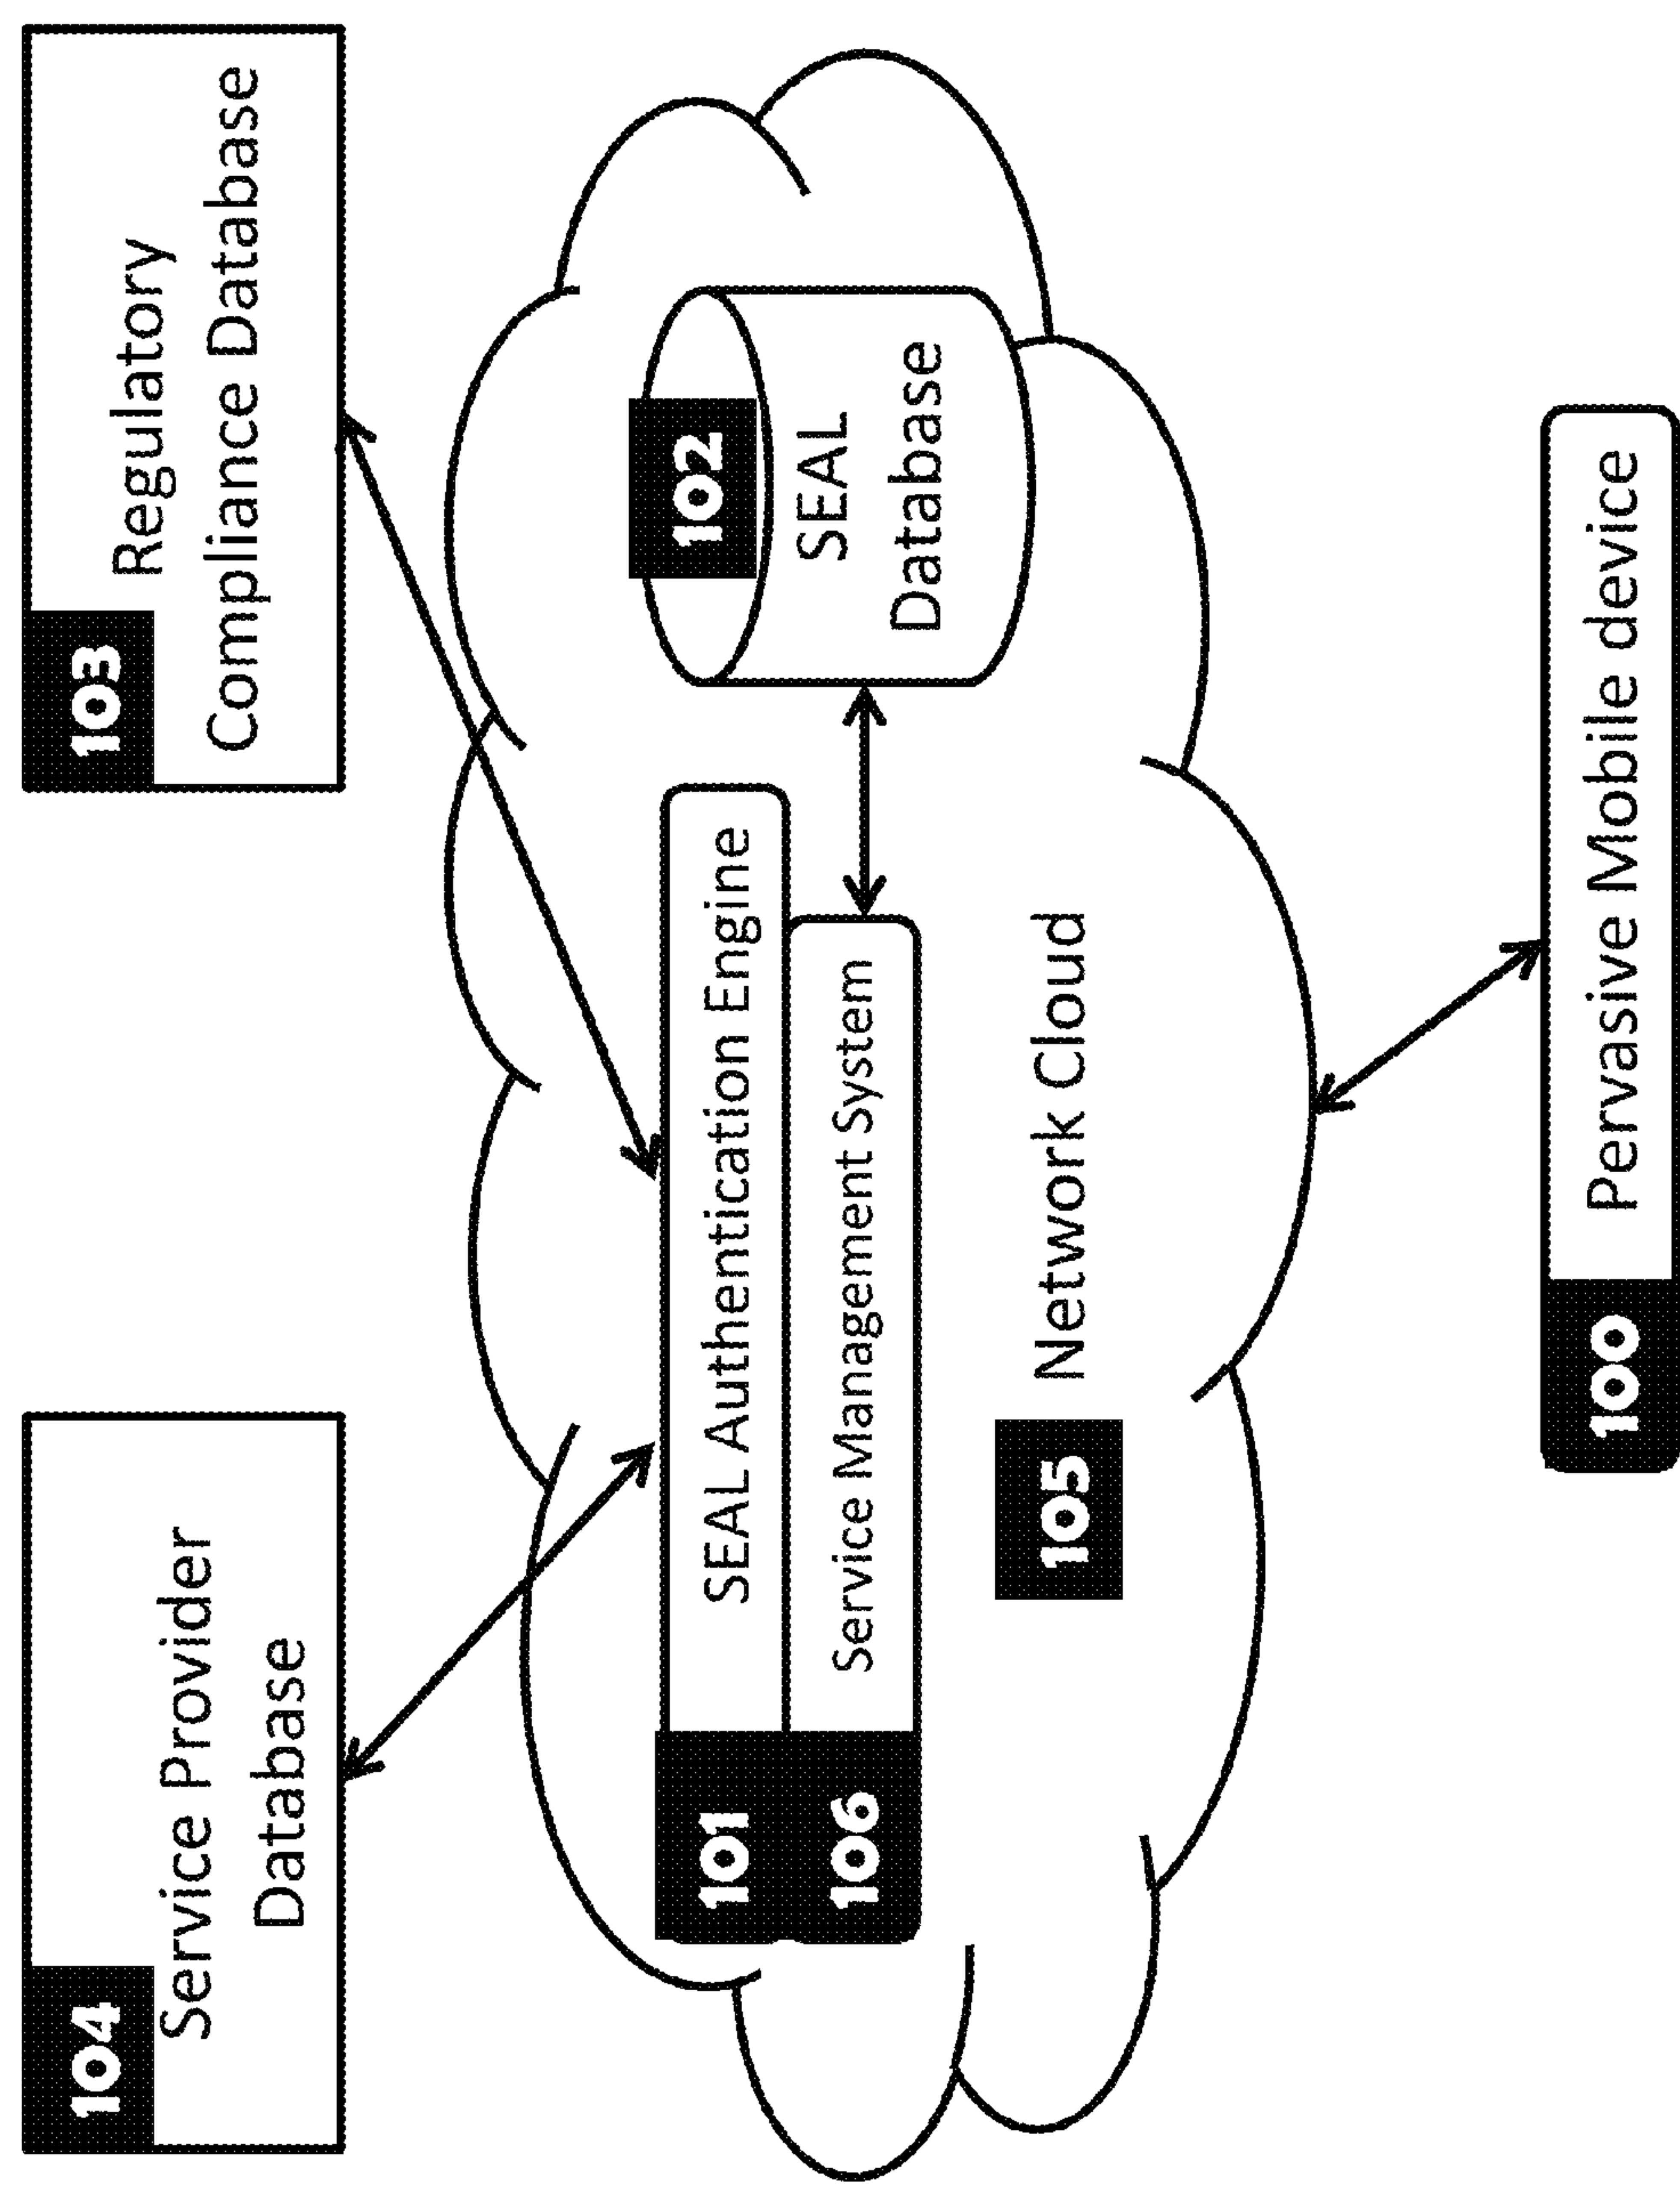 104
Service Provider
Database
103
Regulatory
Compliance Database
101
SEAL Authentication Engine
106
Service Management System
102
SEAL
Database
105
Network Cloud
100
Pervasive Mobile device